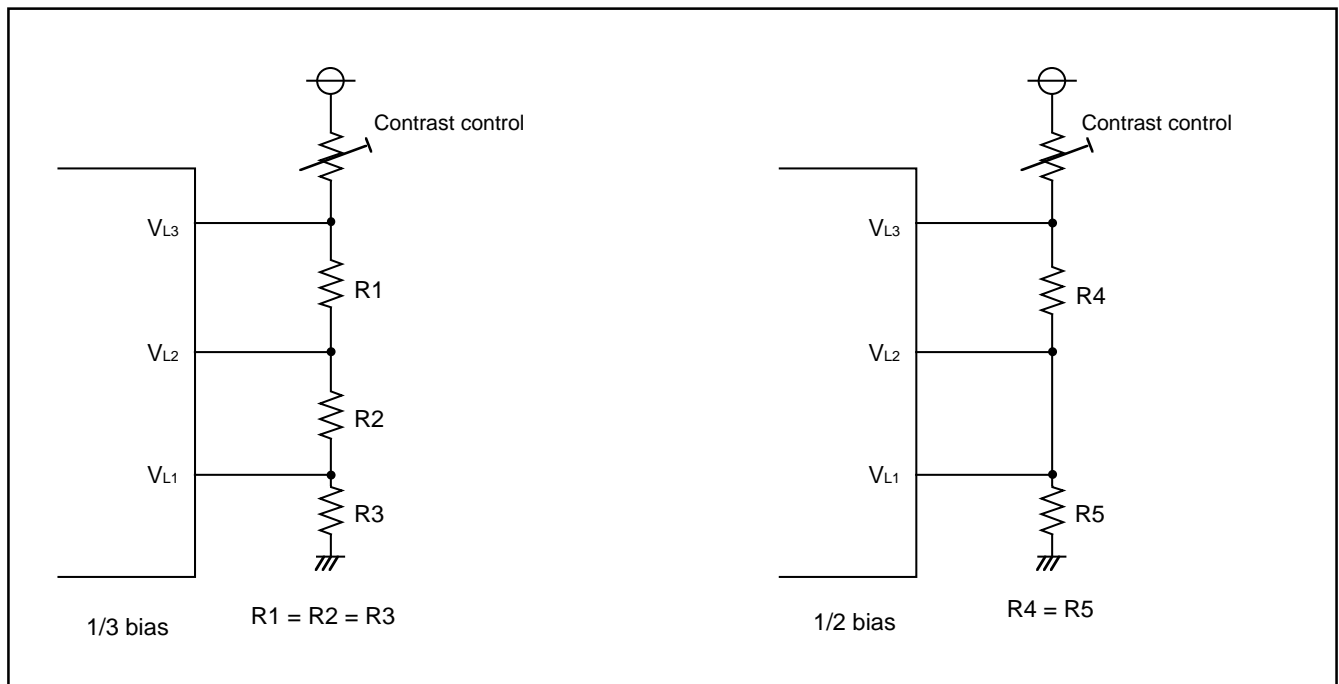 Contrast control
VL3
R1
VL2
R2
VL1
R3
1/3 bias
R1 = R2 = R3
Contrast control
VL3
R4
VL2
VL1
R5
1/2 bias
R4 = R5